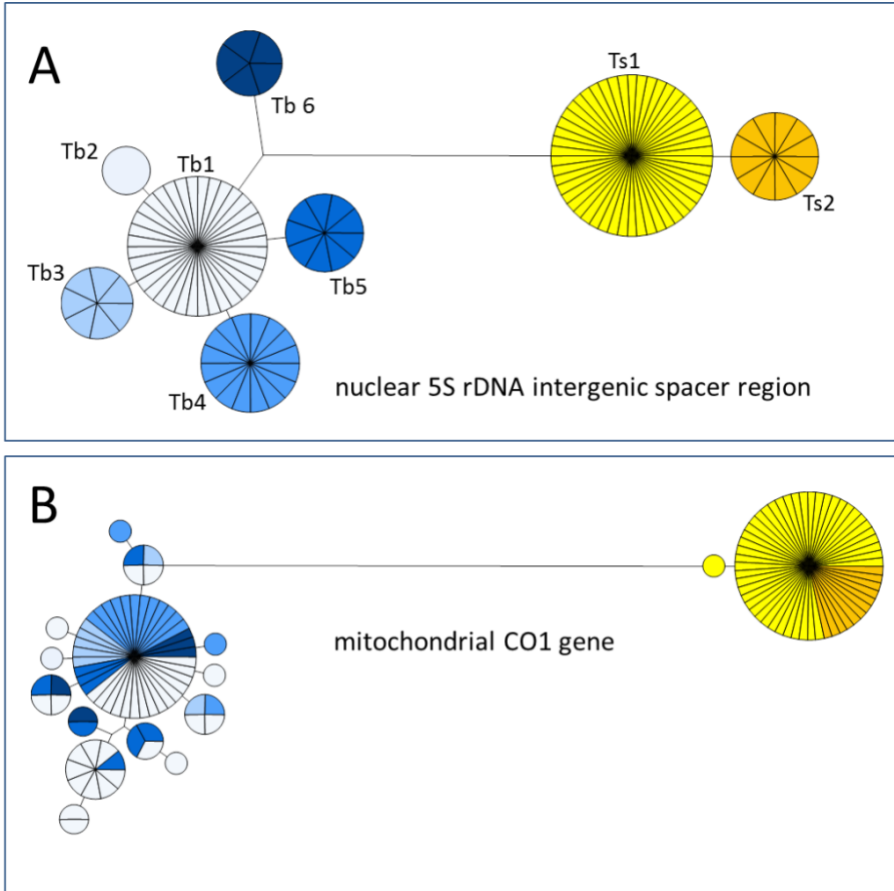 A
Tb 6
Ts1
Tb2
Tb1
Ts2
Tb3
Tb5
Tb4
nuclear 5S rDNA intergenic spacer region
B
mitochondrial CO1 gene